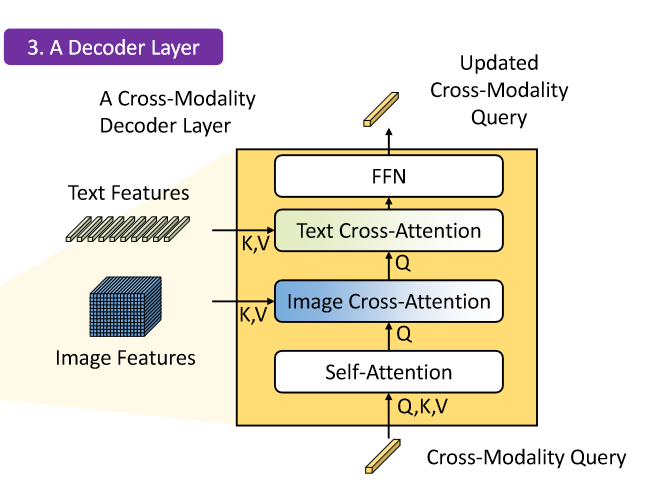 3. A Decoder Layer
A Cross-Modality
Decoder Layer
Updated
Cross-Modality
Query
FFN
Text Features
Text Cross-Attention
K,V
Q
Image Cross-Attention
K,V
Q
Image Features
Self-Attention
Q,K,V
Cross-Modality Query